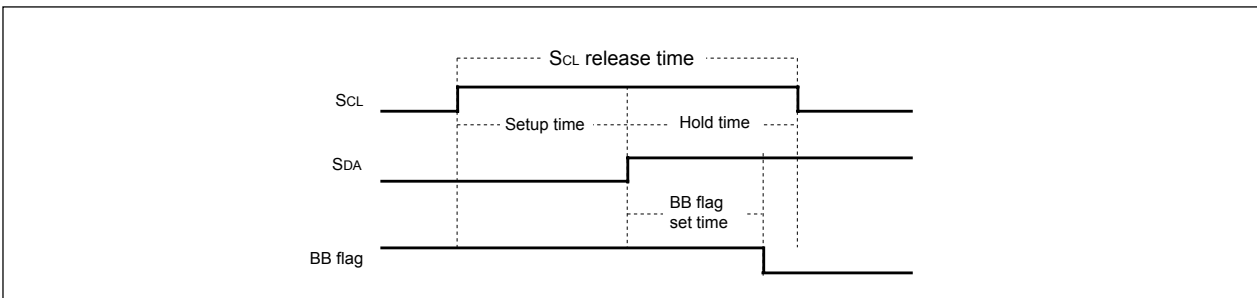 SCL release time
SCL
Setup time
Hold time
SDA
BB flag
set time
BB flag